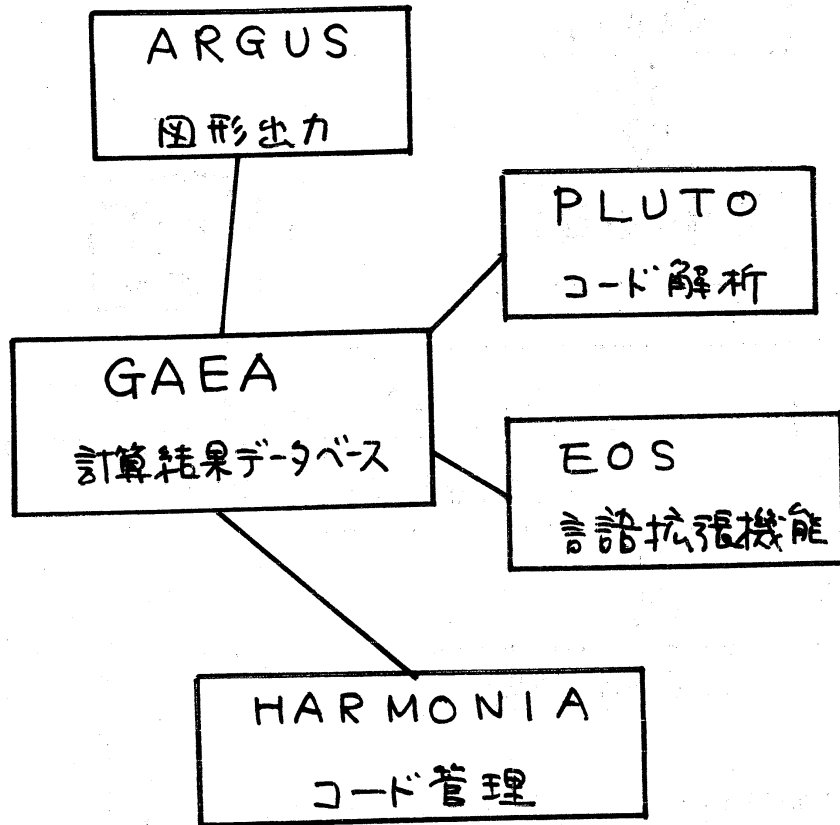 ARGUS
図形出力
PLUTO
コード解析
GAEA
計算結果データベース
EOS
言語拡張機能
HARMONIA
コード管理